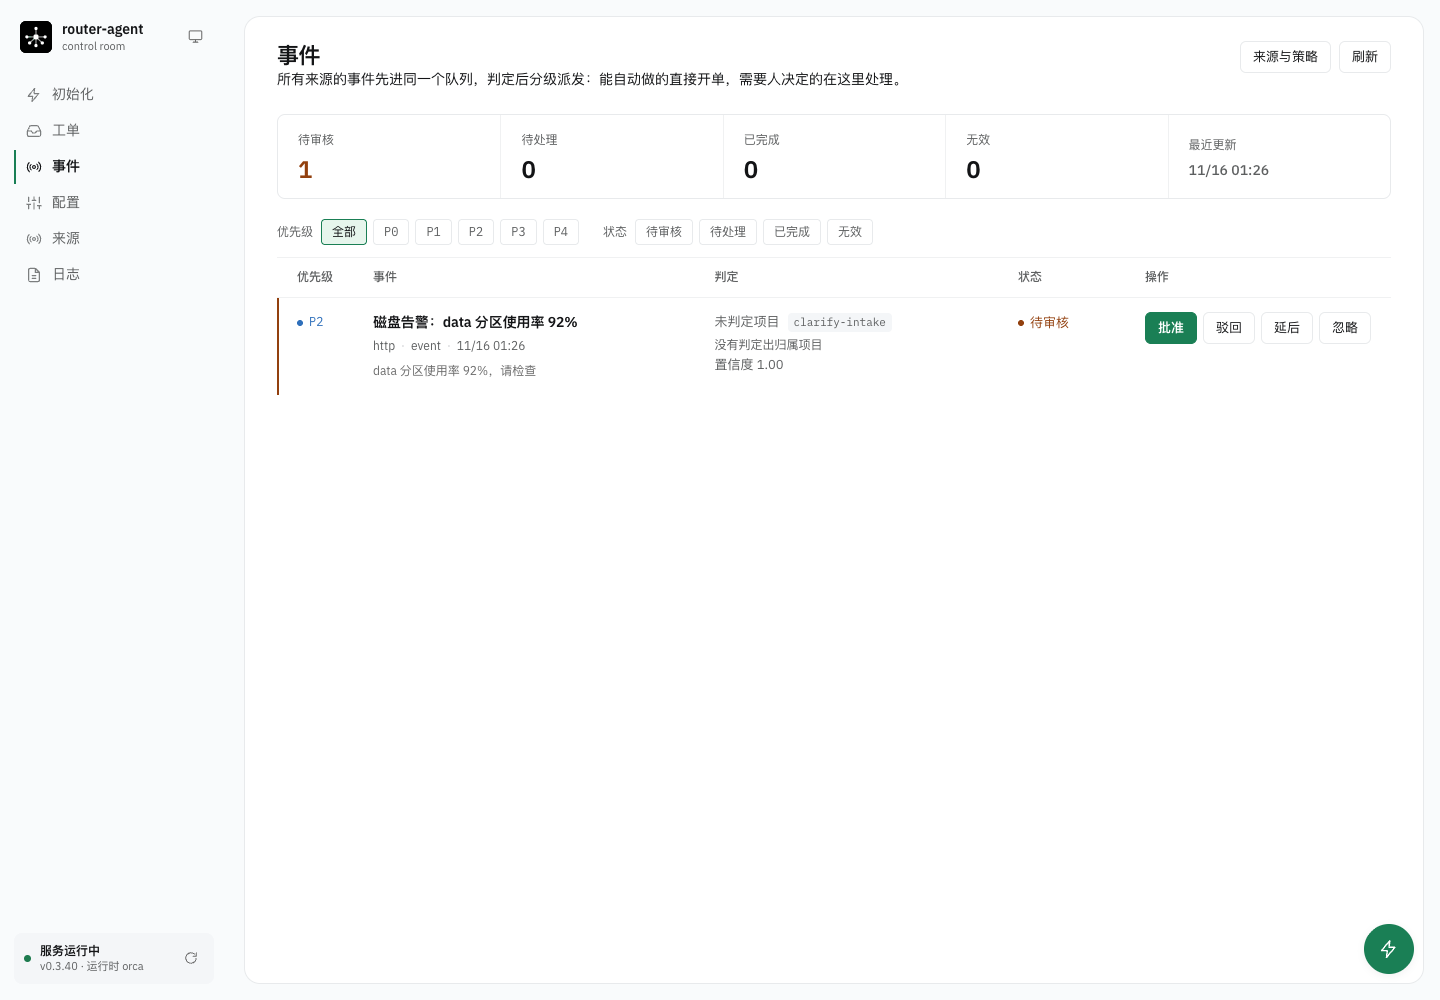 router-agent
control room
初始化
工单
事件
配置
来源
日志
服务运行中
v0.3.40 · 运行时 orca
事件
所有来源的事件先进同一个队列，判定后分级派发：能自动做的直接开单，需要人决定的在这里处理。
来源与策略 刷新
待审核 待处理 已完成 无效 最近更新
1 0 0 0 11/16 01:26
优先级 全部 P0 P1 P2 P3 P4 状态 待审核 待处理 已完成 无效
优先级 事件 判定 状态 操作
P2 磁盘告警：data 分区使用率 92% 未判定项目 clarify-intake 待审核 批准 驳回 延后 忽略
http · event · 11/16 01:26 没有判定出归属项目
data 分区使用率 92%，请检查 置信度 1.00